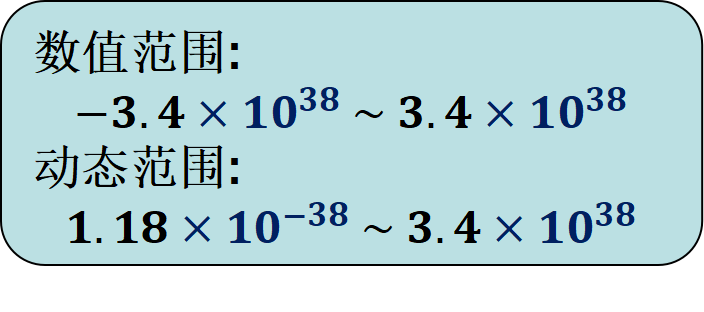 数值范围:
−3.4 × 10³⁸ ~ 3.4 × 10³⁸
动态范围:
1.18 × 10⁻³⁸ ~ 3.4 × 10³⁸